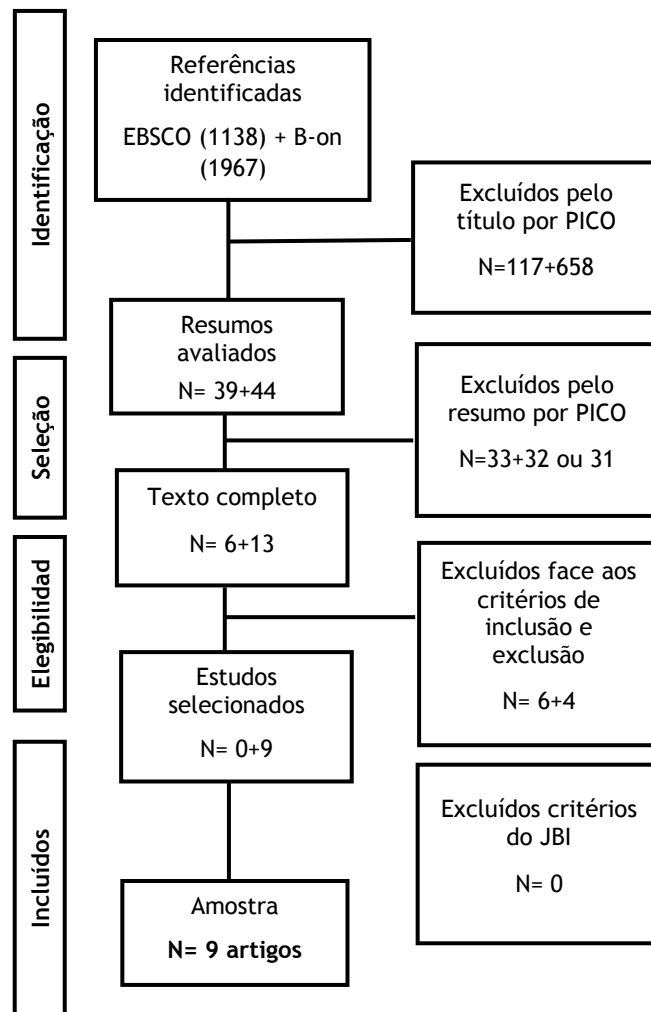 Identificação
Referências
identificadas
EBSCO (1138) + B-on
(1967)
Excluídos pelo
título por PICO
N=117+658
Resumos
avaliados
N= 39+44
Seleção
Excluídos pelo
resumo por PICO
N=33+32 ou 31
Texto completo
N= 6+13
Elegibilidad
Excluídos face aos
critérios de
inclusão e
exclusão
N= 6+4
Estudos
selecionados
N= 0+9
Incluídos
Excluídos critérios
do JBI
N= 0
Amostra
N= 9 artigos